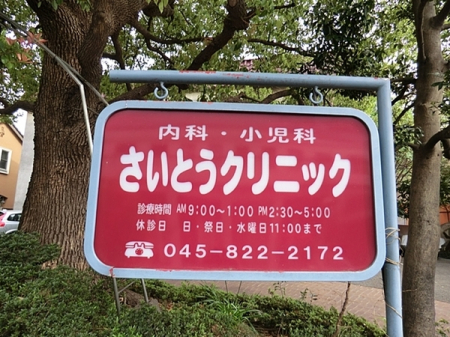 内科・小児科
さいとうクリニック
診療時間 AM9:00~1:00 PM2:30~5:00
休診日 日・祭日・水曜日11:00まで
045-822-2172